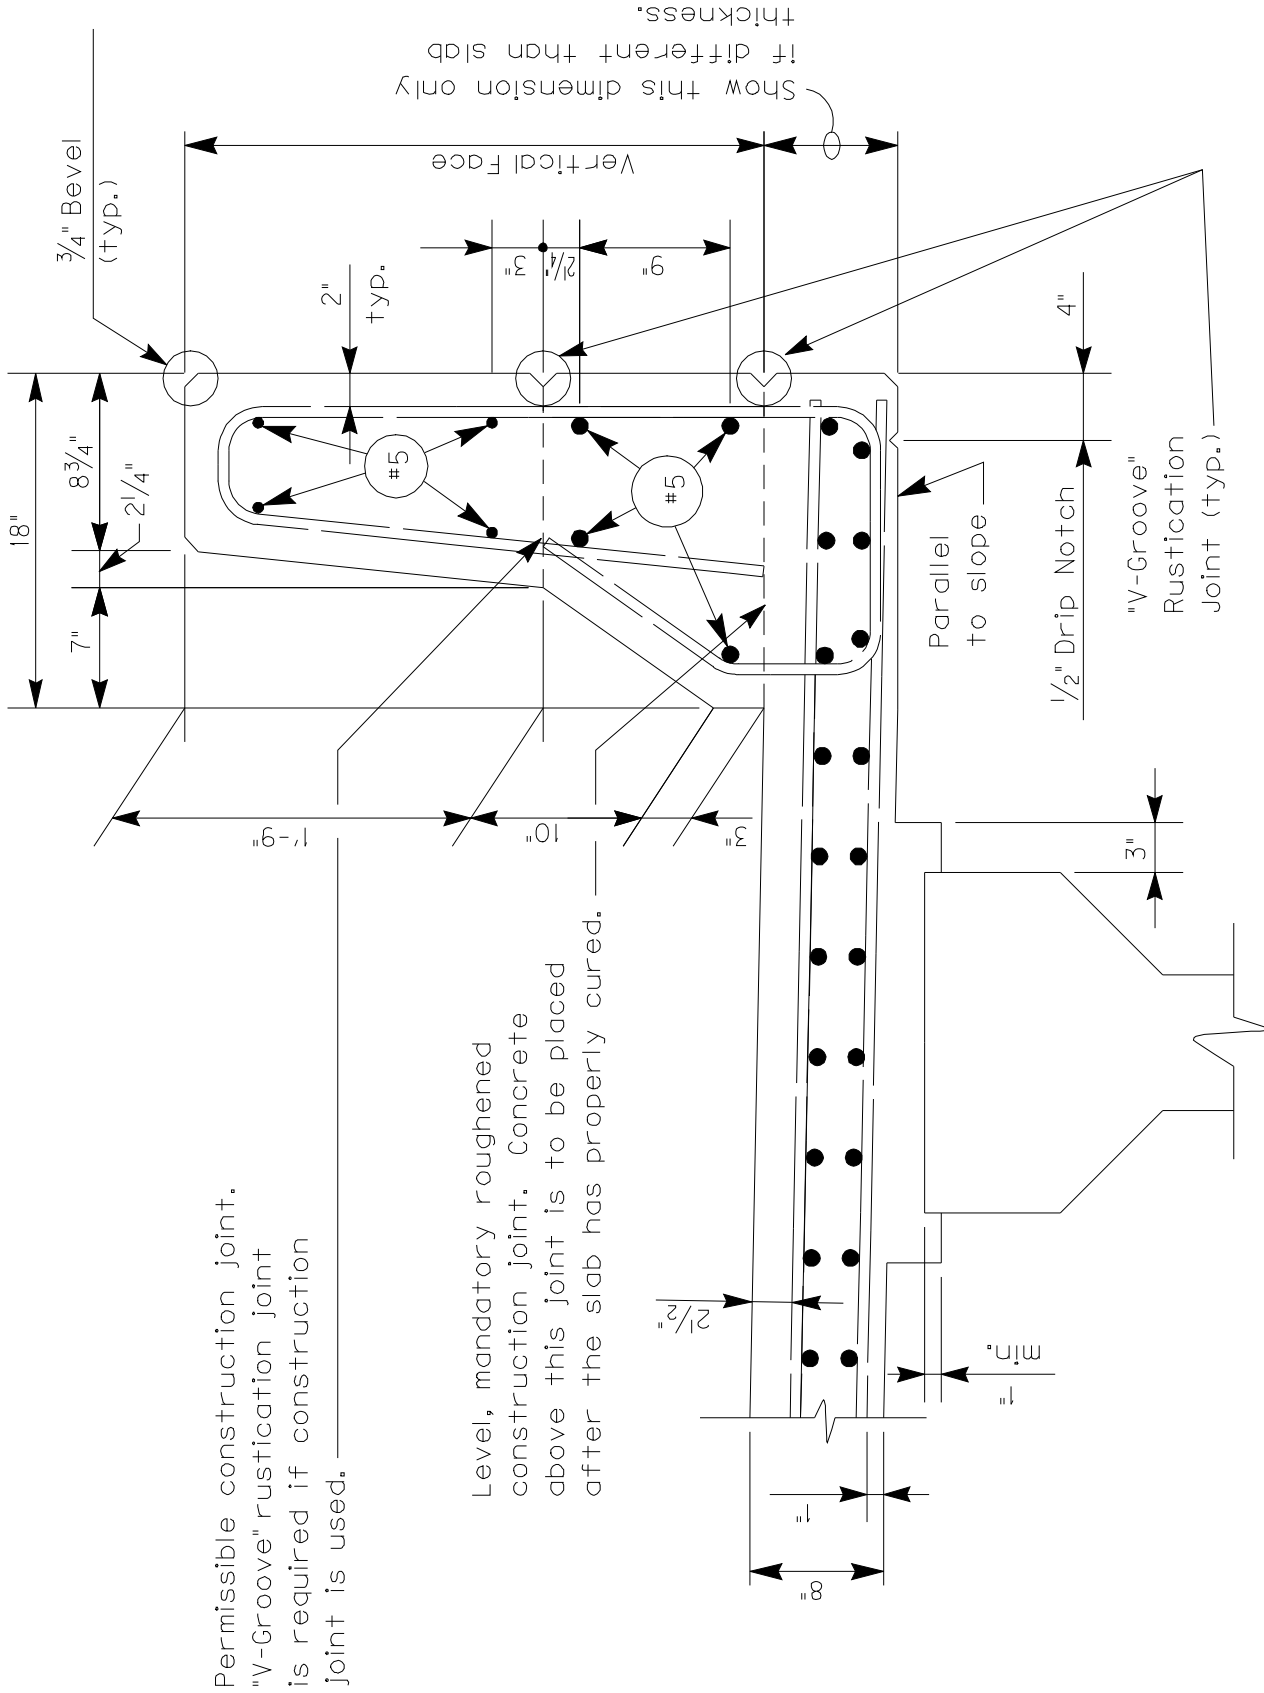 thickness.
if different than slab
Show this dimension only
Vertical Face
3/4" Bevel
(typ.)
2"
typ.
3"
2 1/4"
9"
4"
18"
8 3/4"
2 1/4"
7"
#5
#5
Parallel
to slope
1/2" Drip Notch
"V-Groove"
Rustication
Joint (typ.)
1'-9"
10"
3"
3"
Permissible construction joint.
"V-Groove" rustication joint
is required if construction
joint is used.
Level, mandatory roughened
construction joint. Concrete
above this joint is to be placed
after the slab has properly cured.
2 1/2"
1"
min.
1"
8"